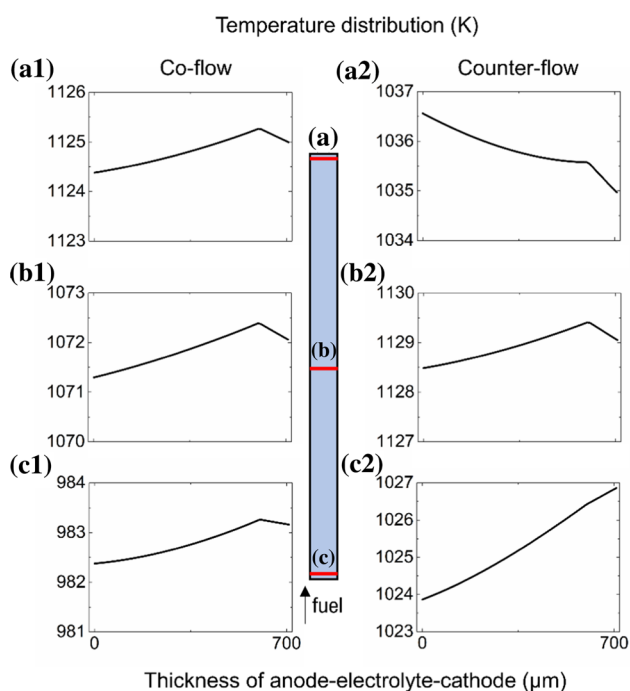 Temperature distribution (K)
(a1) Co-flow
1126
1125
1124
1123
(a)
(a2) Counter-flow
1037
1036
1035
1034
(b1)
1073
1072
1071
1070
(b)
(b2)
1130
1129
1128
1127
(c1)
984
983
982
981
0 700
(c)
fuel
(c2)
1027
1026
1025
1024
1023
0 700
Thickness of anode-electrolyte-cathode (μm)